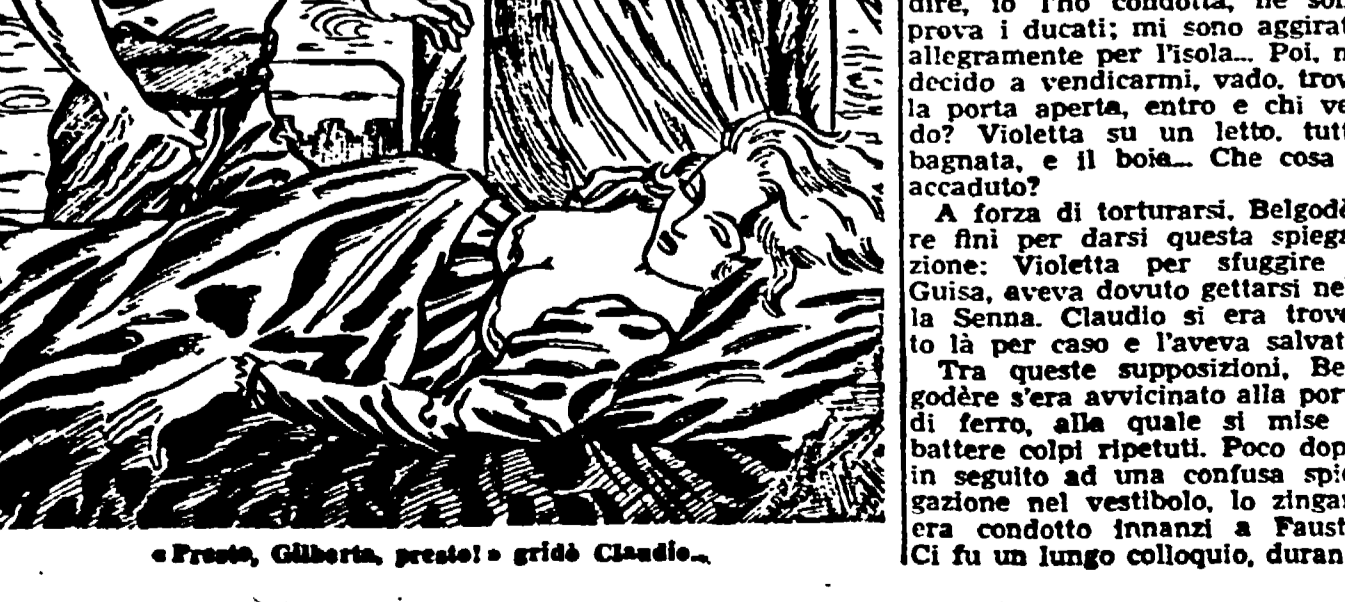 « Presto, Gilberta, presto! » gridò Claudio...
dire, io l'ho condotta, ne
prova i ducati; mi sono
allegramente per l'isola... Poi,
decido a vendicarmi, vado,
la porta aperta, entro e chi ve-
do? Violetta su un letto, tutt
bagnata, e il boia... Che cosa
accaduto?
A forza di torturarsi, Belgodè
re finì per darsi questa
zione: Violetta per sfuggire
Guisa, aveva dovuto gettarsi nel
la Senna. Claudio si era trova
to là per caso e l'aveva salvat
Tra queste supposizioni, Be
godère s'era avvicinato alla por
di ferro, alla quale si mise
battere colpi ripetuti. Poco dop
in seguito ad una confusa spie
gazione nel vestibolo, lo zingar
era condotto innanzi a Faust
Ci fu un lungo colloquio, duran